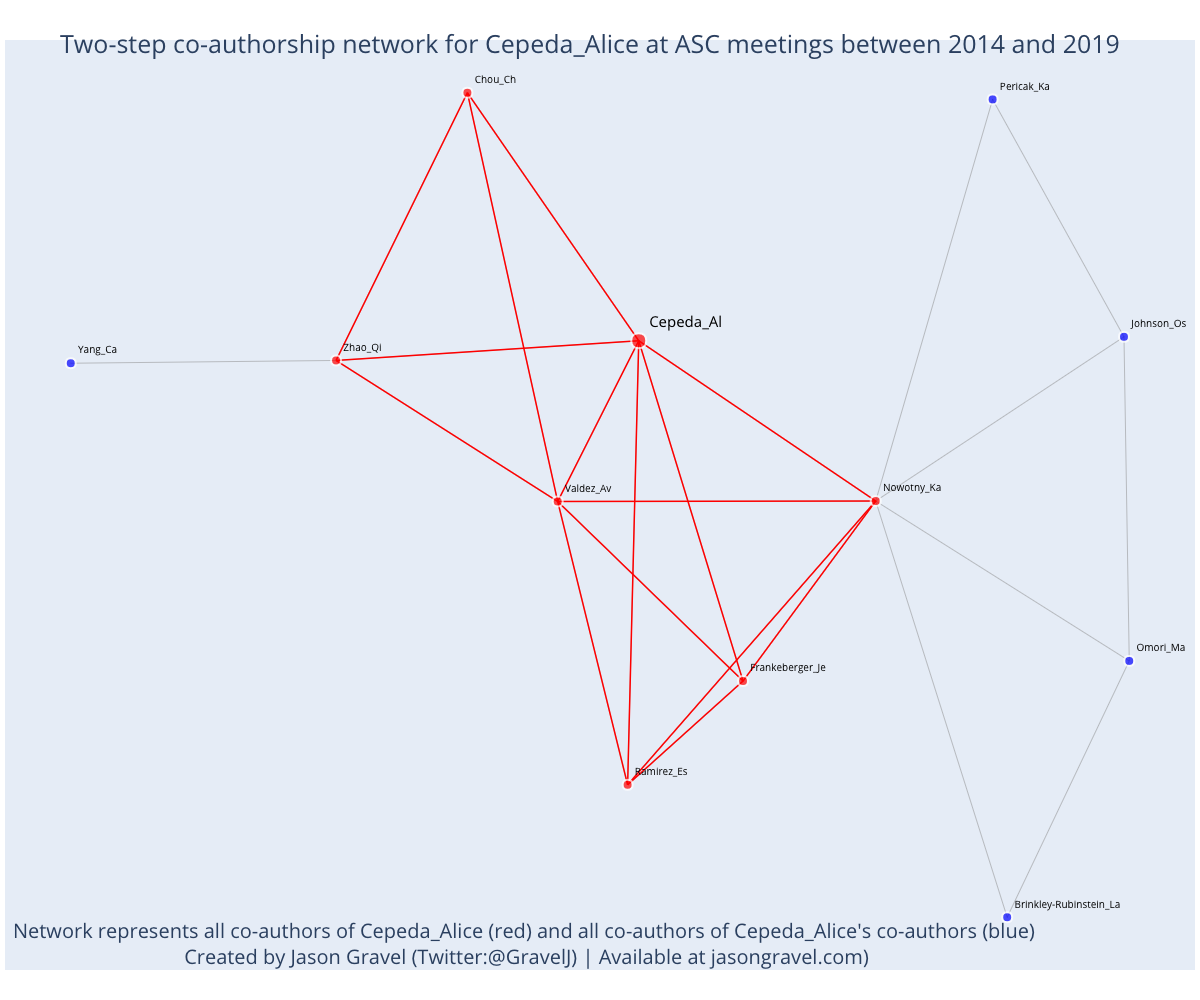 Two-step co-authorship network for Cepeda_Alice at ASC meetings between 2014 and 2019
Chou_Ch
Pericak_Ka
Cepeda_Al
Johnson_Os
Zhao_Qi
Yang_Ca
Valdez_Av
Nowotny_Ka
Omori_Ma
Frankeberger_Je
Ramirez_Es
Brinkley-Rubinstein_La
Network represents all co-authors of Cepeda_Alice (red) and all co-authors of Cepeda_Alice's co-authors (blue)
Created by Jason Gravel (Twitter:@GravelJ) | Available at jasongravel.com)